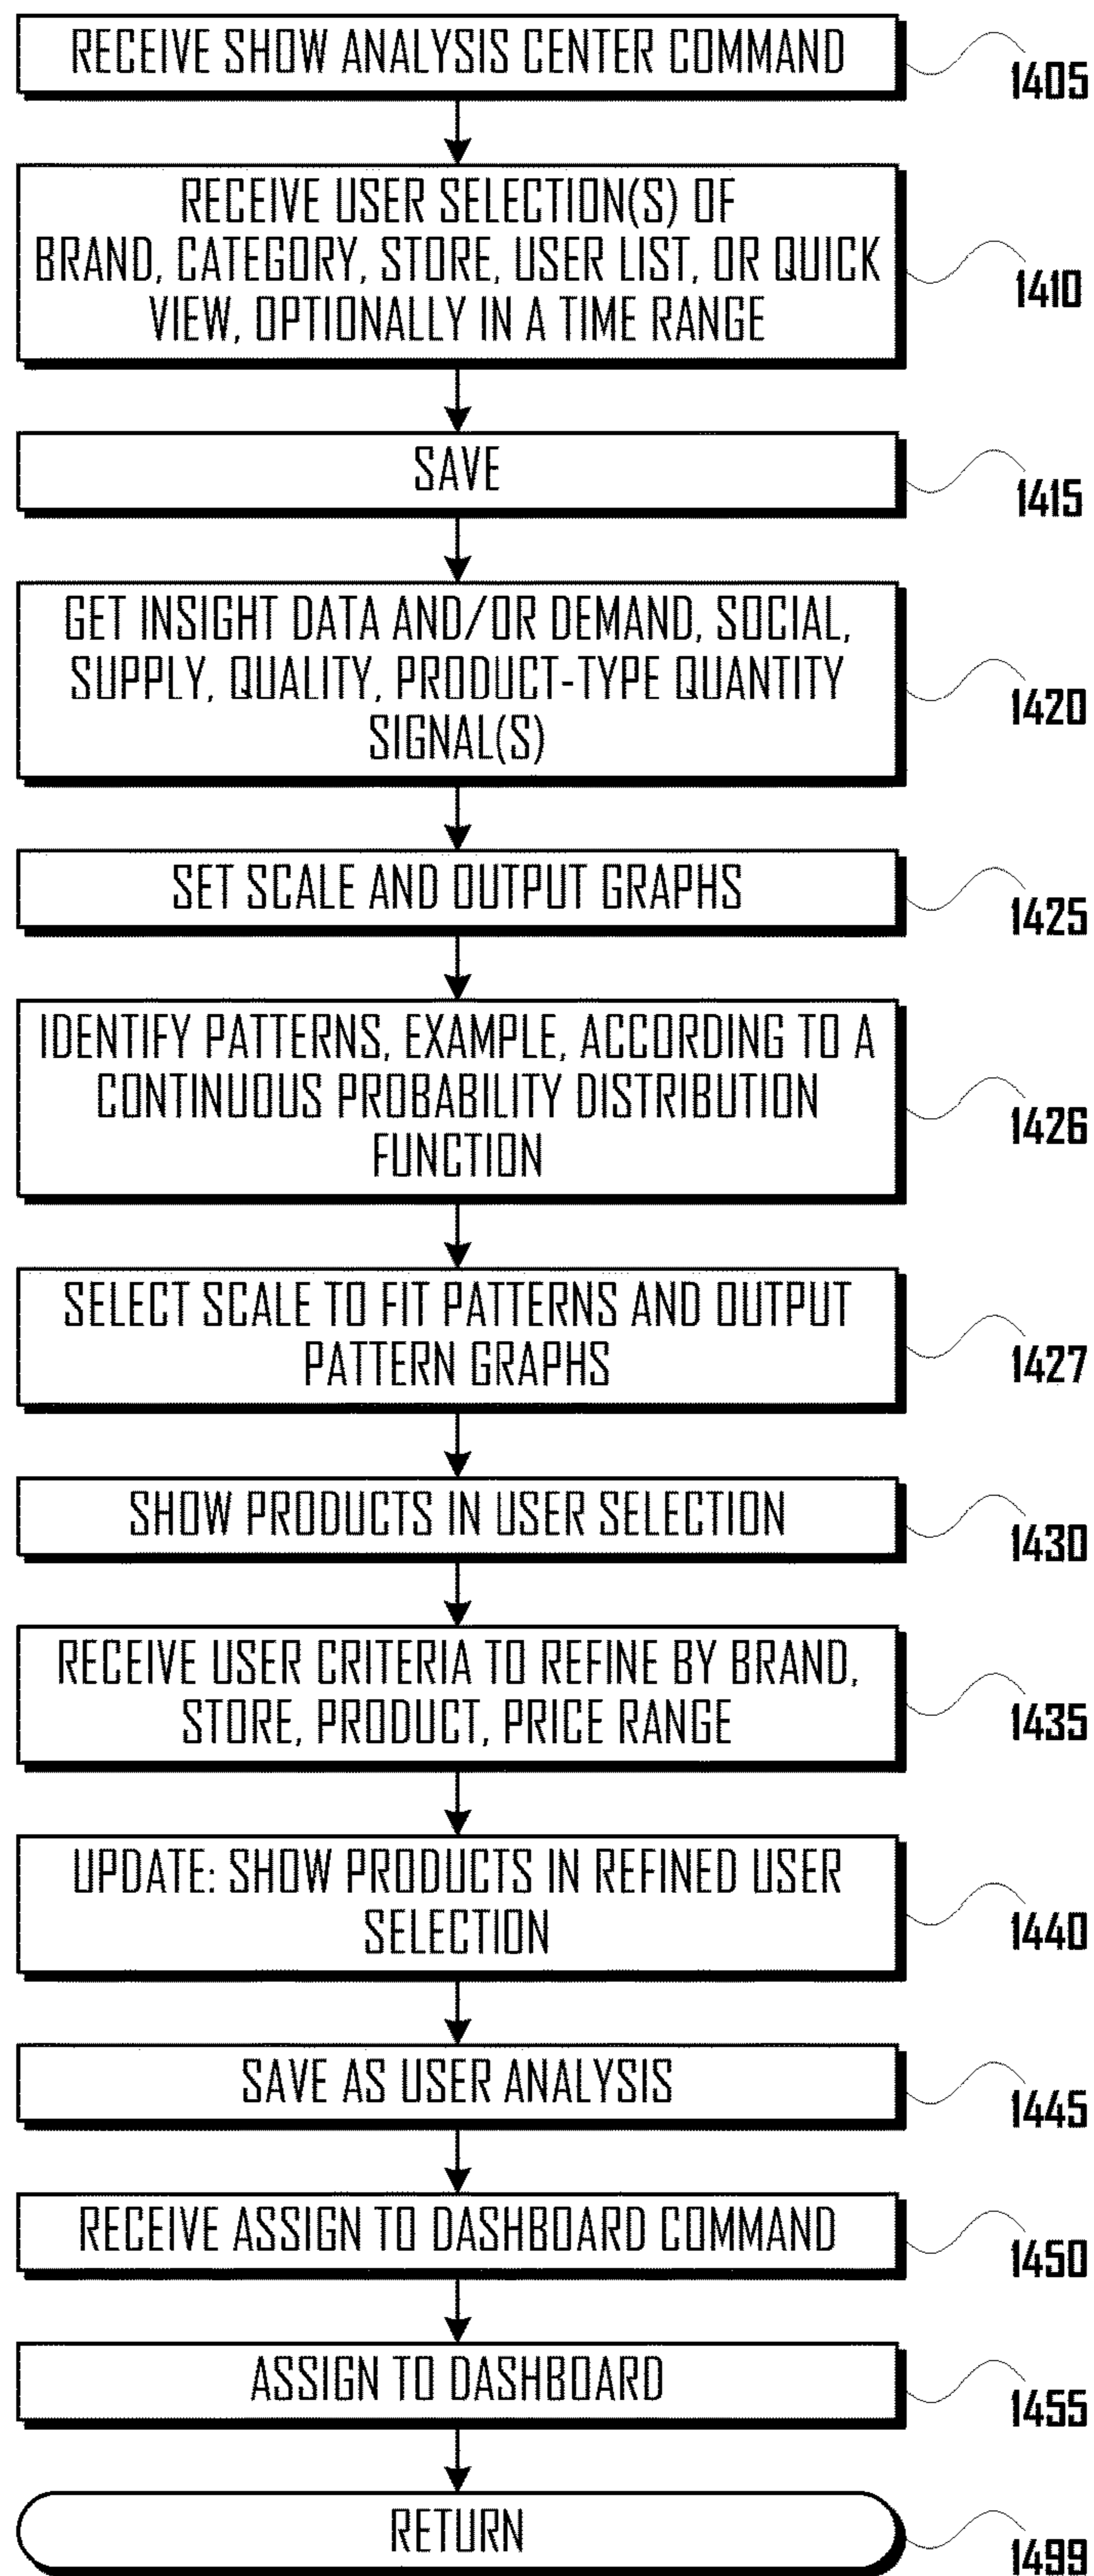 RECEIVE SHOW ANALYSIS CENTER COMMAND
1405
RECEIVE USER SELECTION(S) OF
BRAND, CATEGORY, STORE, USER LIST, OR QUICK
VIEW, OPTIONALLY IN A TIME RANGE
1410
SAVE
1415
GET INSIGHT DATA AND/OR DEMAND, SOCIAL,
SUPPLY, QUALITY, PRODUCT-TYPE QUANTITY
SIGNAL(S)
1420
SET SCALE AND OUTPUT GRAPHS
1425
IDENTIFY PATTERNS, EXAMPLE, ACCORDING TO A
CONTINUOUS PROBABILITY DISTRIBUTION
FUNCTION
1426
SELECT SCALE TO FIT PATTERNS AND OUTPUT
PATTERN GRAPHS
1427
SHOW PRODUCTS IN USER SELECTION
1430
RECEIVE USER CRITERIA TO REFINE BY BRAND,
STORE, PRODUCT, PRICE RANGE
1435
UPDATE: SHOW PRODUCTS IN REFINED USER
SELECTION
1440
SAVE AS USER ANALYSIS
1445
RECEIVE ASSIGN TO DASHBOARD COMMAND
1450
ASSIGN TO DASHBOARD
1455
RETURN
1499